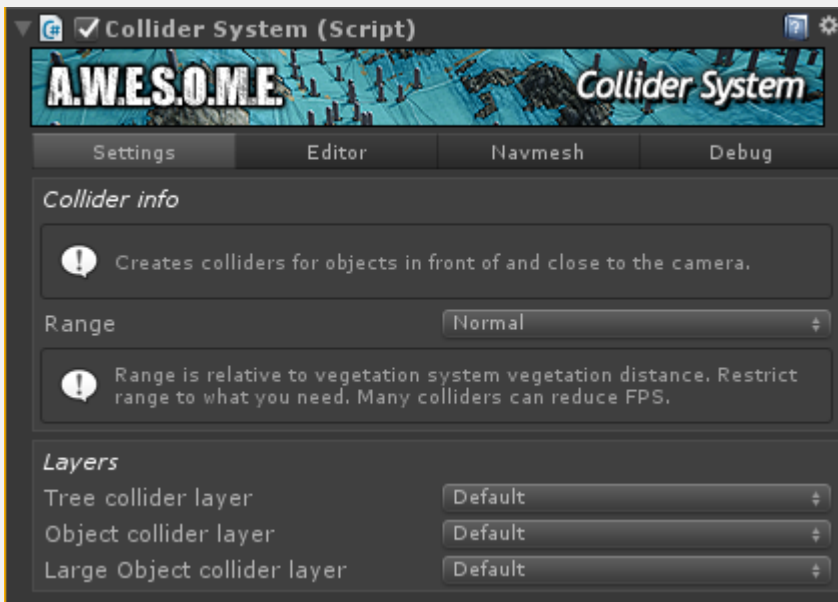 Collider System (Script)
A.W.E.S.O.M.E. Collider System
Settings Editor Navmesh Debug
Collider info
Creates colliders for objects in front of and close to the camera.
Range Normal
Range is relative to vegetation system vegetation distance. Restrict
range to what you need. Many colliders can reduce FPS.
Layers
Tree collider layer Default
Object collider layer Default
Large Object collider layer Default